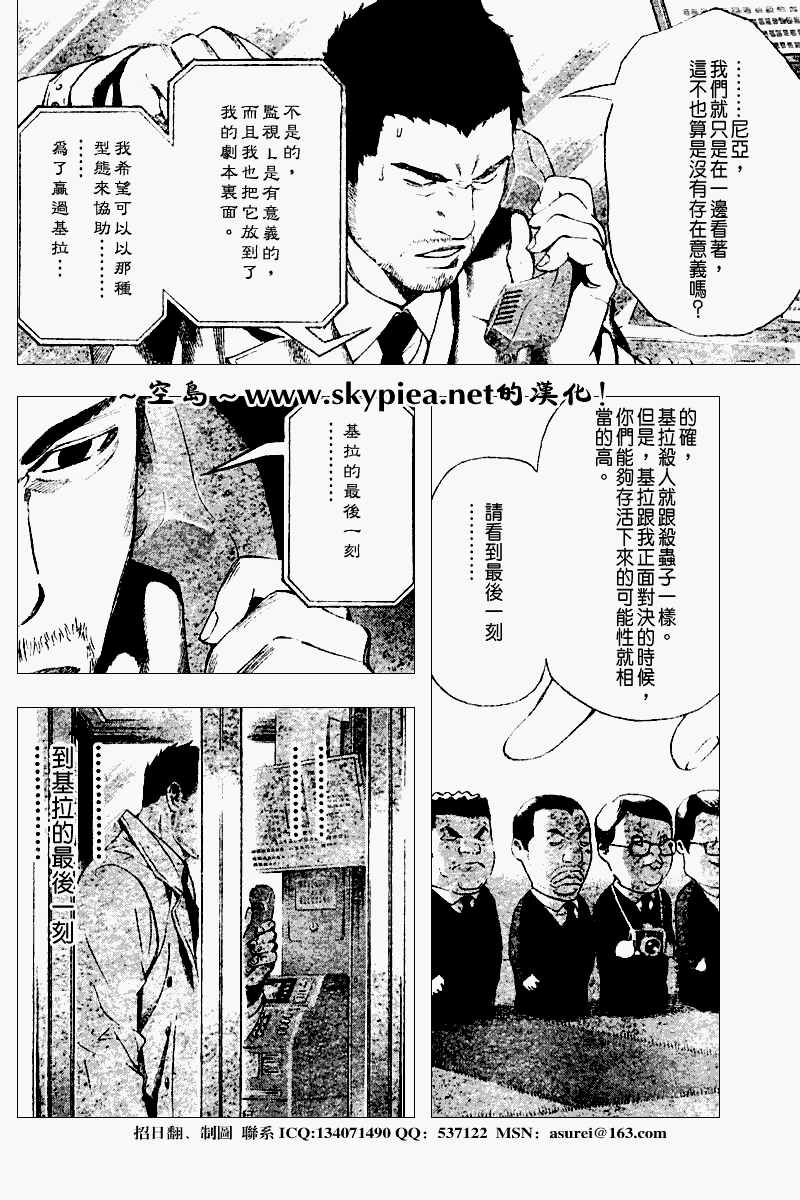 ………尼亞，
我們就只是在一邊看著，
這不也算是沒有存在意義嗎？
不是的，
監視L是有意義的，
而且我也把它放到了
我的劇本裏面。
我希望可以以那種
型態來協助………
……
為了贏過基拉…
～空島～www.skypiea.net的漢化！
的確，
基拉殺人就跟殺蟲子一樣。
但是，基拉跟我正面對決的時候，
你們能夠存活下來的可能性就相
當的高。
請看到最後一刻
…………
基拉的最後一刻
………
………
………
………
到基拉的最後一刻
………
招日翻、制圖 聯系ICQ:134071490 QQ：537122 MSN：asurei@163.com